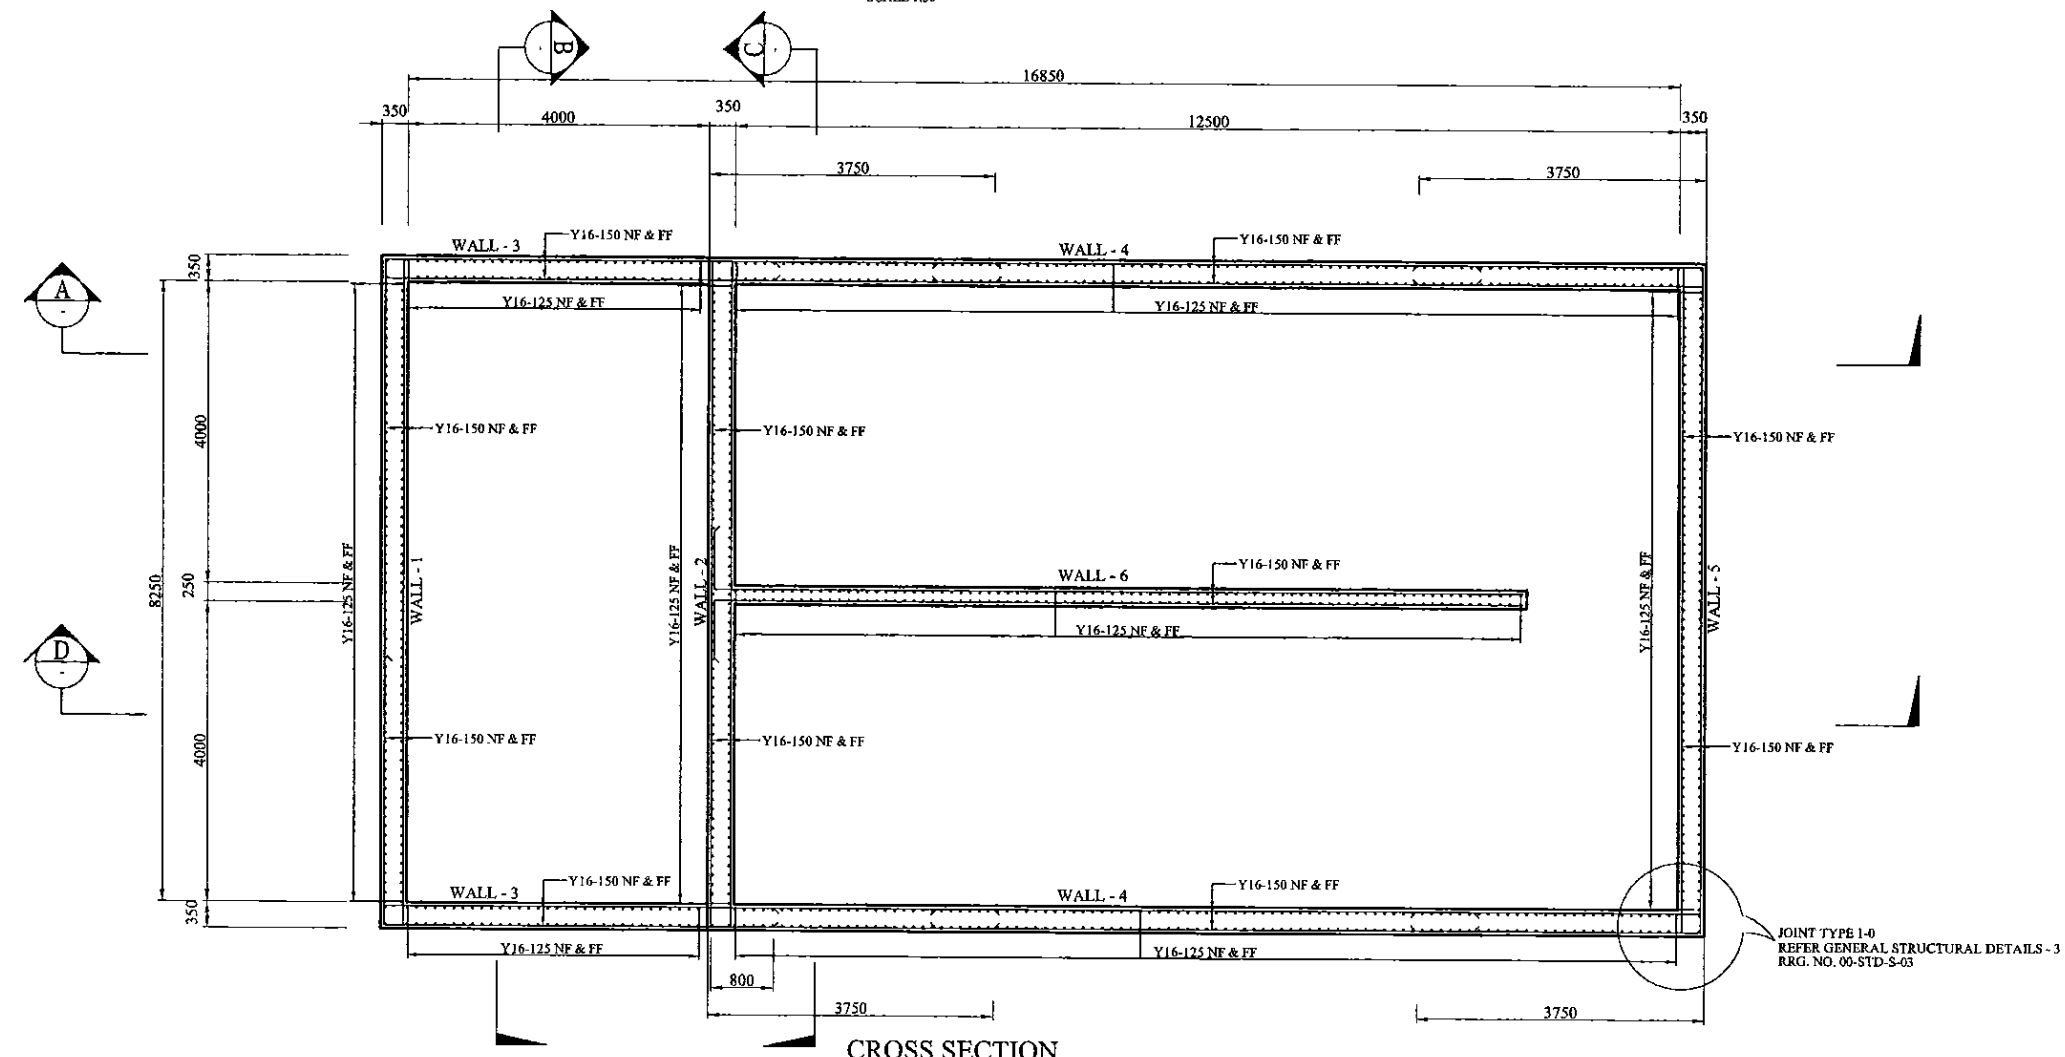 B
C
16850
350
4000
350
12500
350
3750
3750
WALL - 3
Y16-150 NF & FF
WALL - 4
Y16-150 NF & FF
350
A
-
Y16-125 NF & FF
Y16-125 NF & FF
4000
Y16-150 NF & FF
Y16-150 NF & FF
Y16-150 NF & FF
8250
250
Y16-125 NF & FF
WALL - 1
Y16-125 NF & FF
WALL - 2
WALL - 6
Y16-150 NF & FF
Y16-125 NF & FF
Y16-125 NF & FF
WALL - 5
D
-
4000
Y16-150 NF & FF
Y16-150 NF & FF
Y16-150 NF & FF
350
WALL - 3
Y16-150 NF & FF
WALL - 4
Y16-150 NF & FF
Y16-125 NF & FF
Y16-125 NF & FF
JOINT TYPE 1-0
REFER GENERAL STRUCTURAL DETAILS - 3
RRG. NO. 00-STD-S-03
800
3750
3750
CROSS SECTION